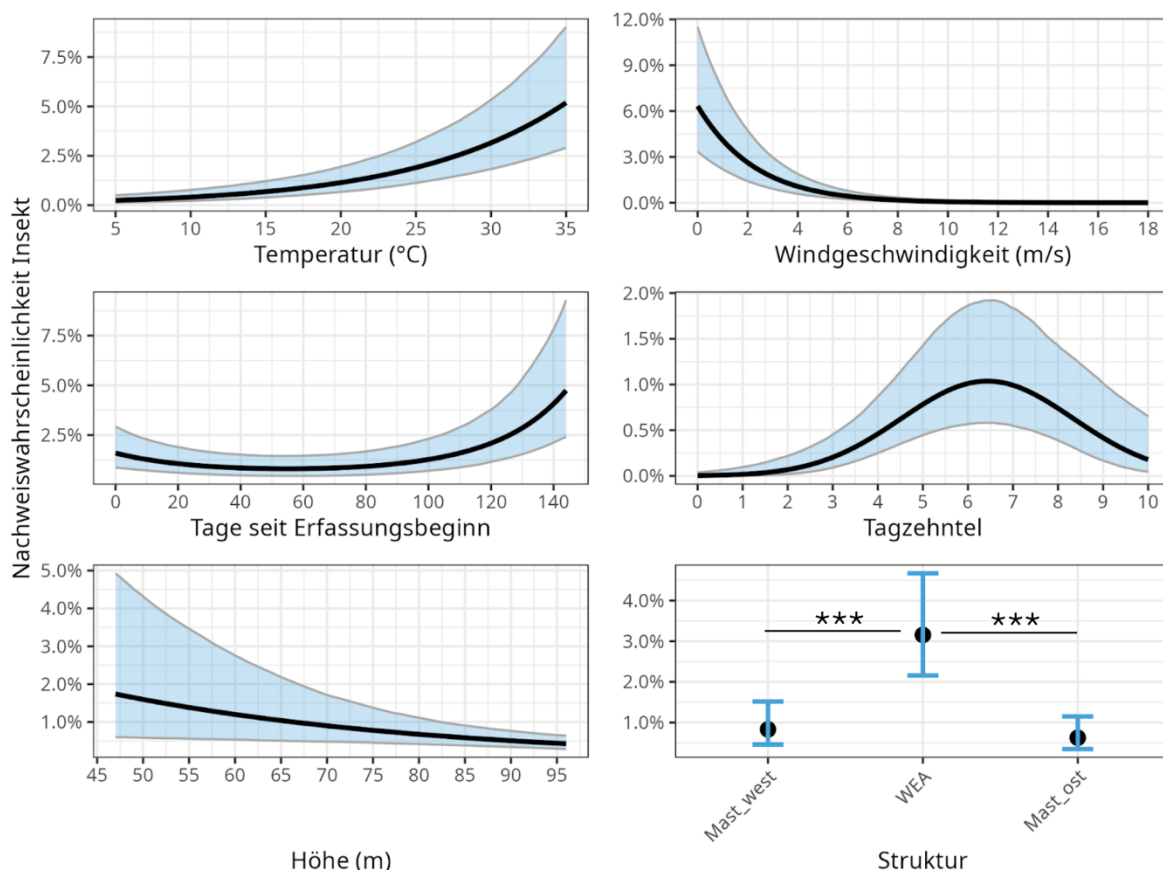 Nachweiswahrscheinlichkeit Insekt
7.5%
5.0%
2.5%
0.0%
5 10 15 20 25 30 35
Temperatur (°C)
12.0%
9.0%
6.0%
3.0%
0.0%
0 2 4 6 8 10 12 14 16 18
Windgeschwindigkeit (m/s)
7.5%
5.0%
2.5%
0 20 40 60 80 100 120 140
Tage seit Erfassungsbeginn
2.0%
1.5%
1.0%
0.5%
0.0%
0 1 2 3 4 5 6 7 8 9 10
Tagzehntel
5.0%
4.0%
3.0%
2.0%
1.0%
45 50 55 60 65 70 75 80 85 90 95
Höhe (m)
4.0%
3.0%
2.0%
1.0%
*** ***
Mast_west WEA Mast_ost
Struktur